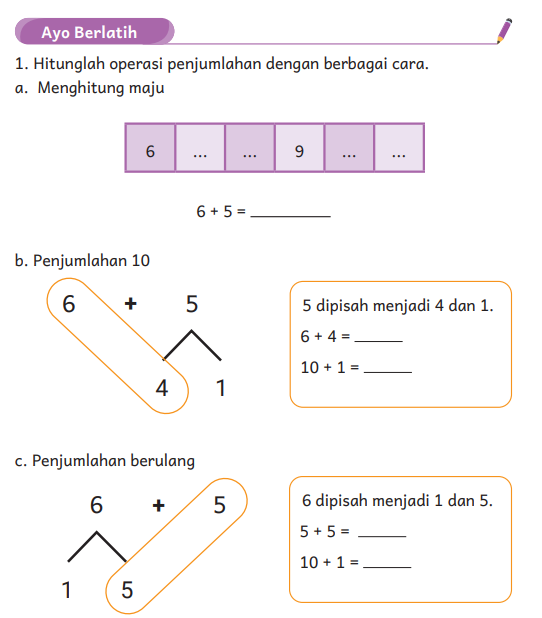 Ayo Berlatih
1. Hitunglah operasi penjumlahan dengan berbagai cara.
a. Menghitung maju
6 ... ... 9 ... ...
6 + 5 = __________
b. Penjumlahan 10
6 + 5
4 1
5 dipisah menjadi 4 dan 1.
6 + 4 = ______
10 + 1 = ______
c. Penjumlahan berulang
6 + 5
1 5
6 dipisah menjadi 1 dan 5.
5 + 5 = ______
10 + 1 = ______